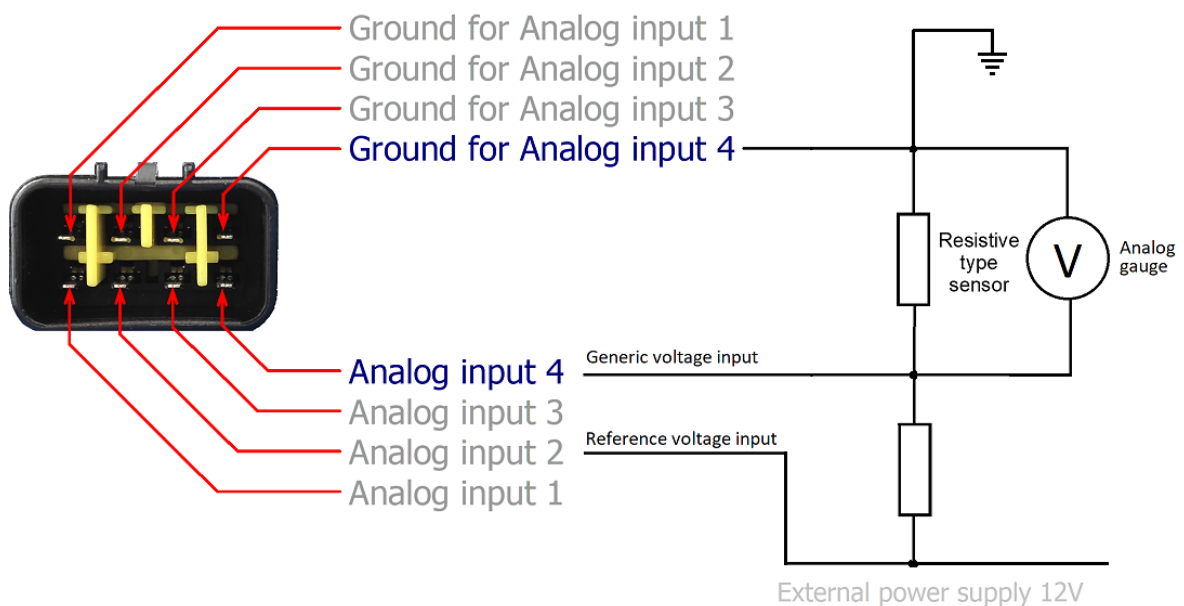 Ground for Analog input 1
Ground for Analog input 2
Ground for Analog input 3
Ground for Analog input 4
Resistive
type
sensor
V
Analog
gauge
Generic voltage input
Analog input 4
Analog input 3
Reference voltage input
Analog input 2
Analog input 1
External power supply 12V